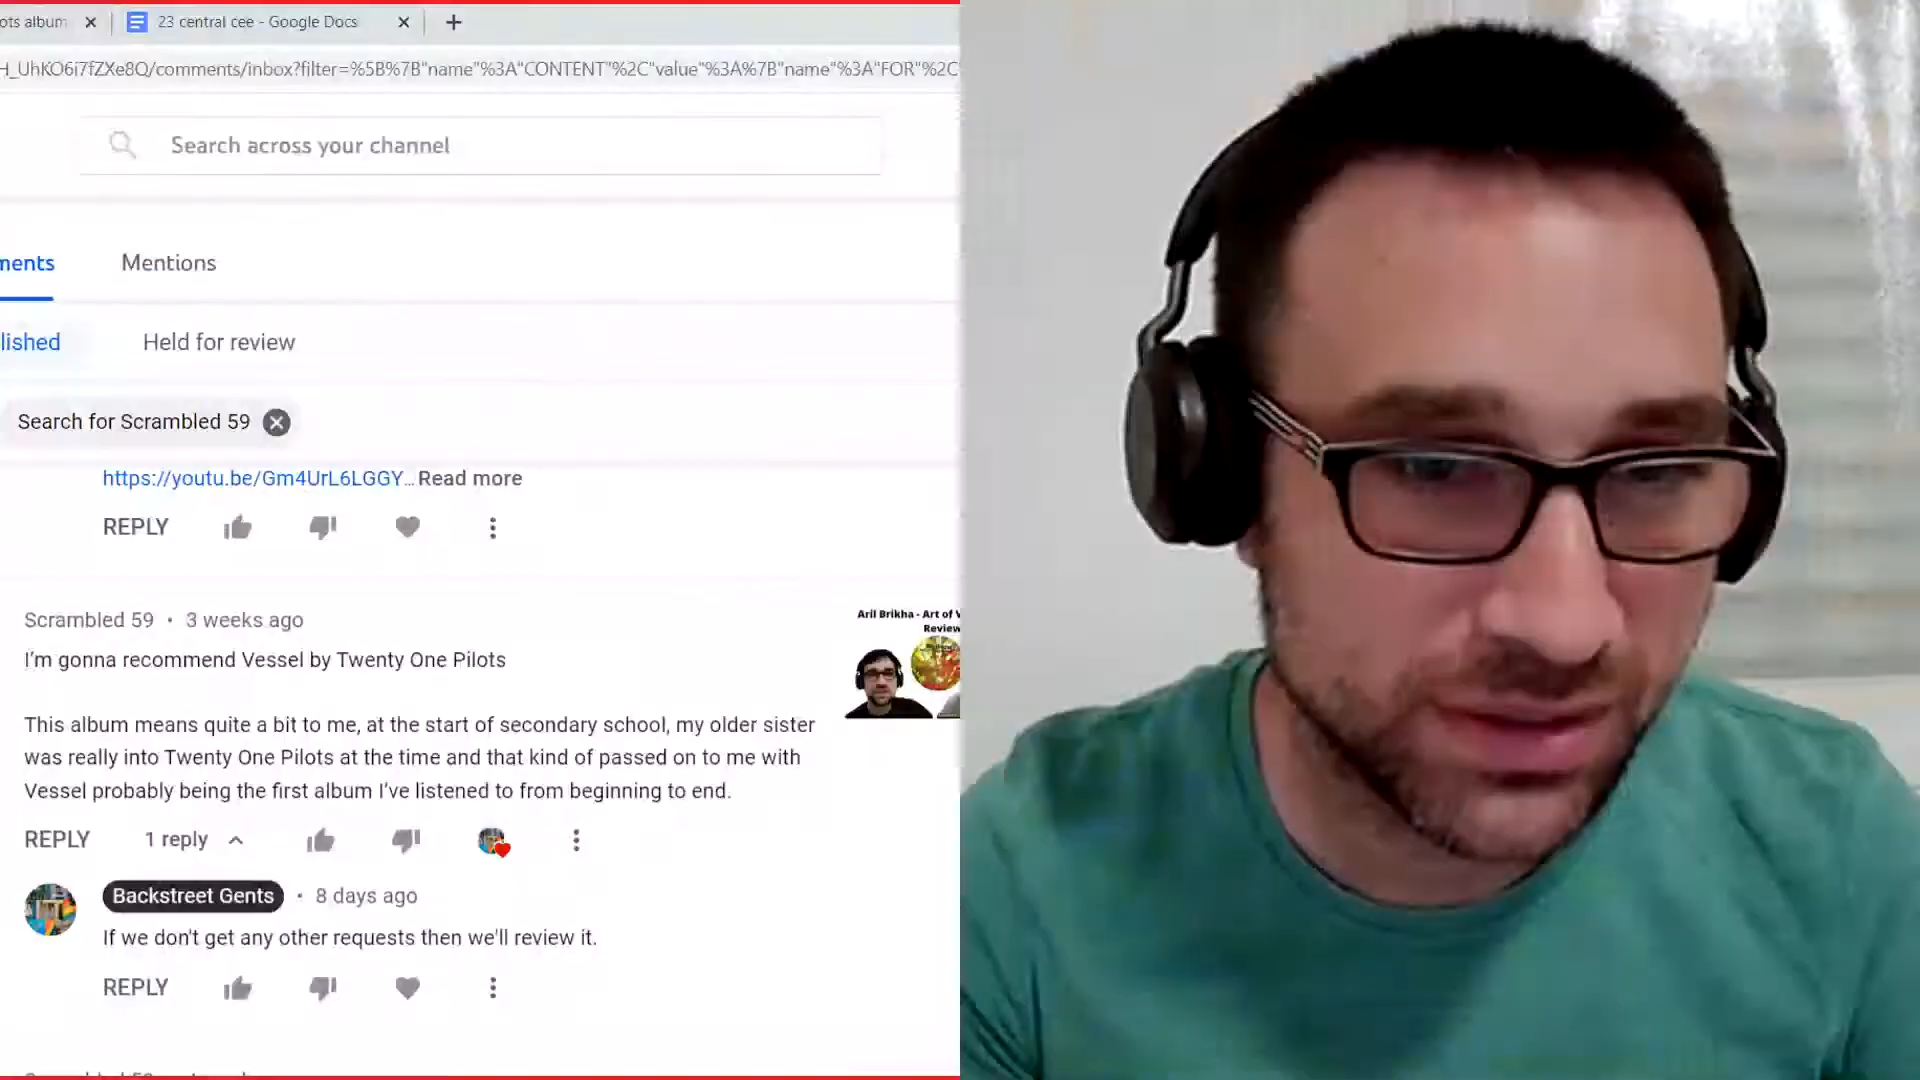 ots album
23 central cee - Google Docs
H_UhKO6i7fZXe8Q/comments/inbox?filter=%5B%7B"name"%3A"CONTENT"%2C"value"%3A%7B"name"%3A"FOR"%2C
Search across your channel
ments
Mentions
lished
Held for review
Search for Scrambled 59
https://youtu.be/Gm4UrL6LGGY... Read more
REPLY
Scrambled 59 • 3 weeks ago
I'm gonna recommend Vessel by Twenty One Pilots
This album means quite a bit to me, at the start of secondary school, my older sister
was really into Twenty One Pilots at the time and that kind of passed on to me with
Vessel probably being the first album I've listened to from beginning to end.
Aril Brikha - Art of V
Review
REPLY 1 reply
Backstreet Gents • 8 days ago
If we don't get any other requests then we'll review it.
REPLY